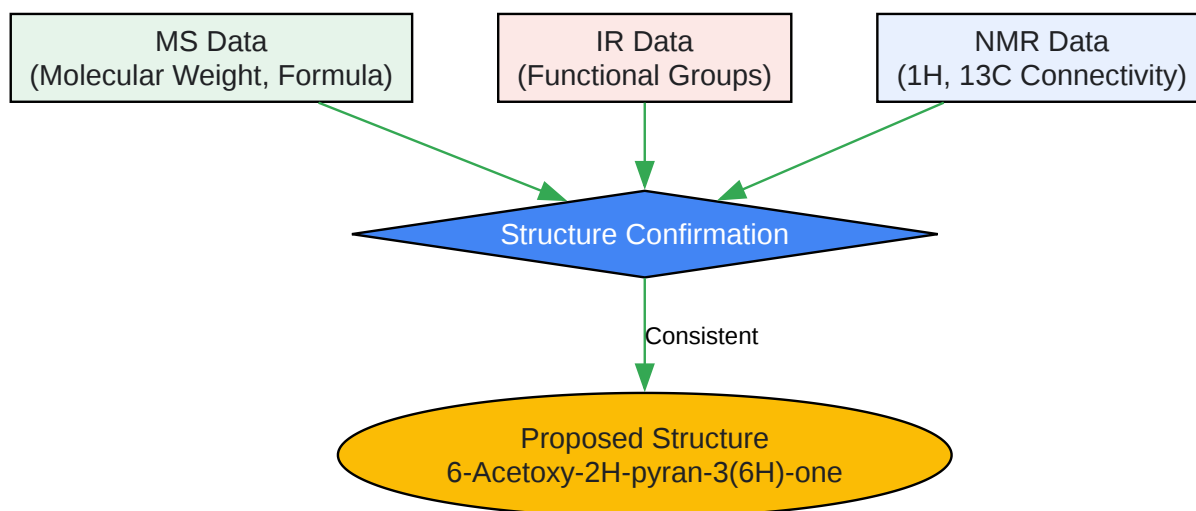 MS Data
(Molecular Weight, Formula)
IR Data
(Functional Groups)
NMR Data
(1H, 13C Connectivity)
Structure Confirmation
Consistent
Proposed Structure
6-Acetoxy-2H-pyran-3(6H)-one